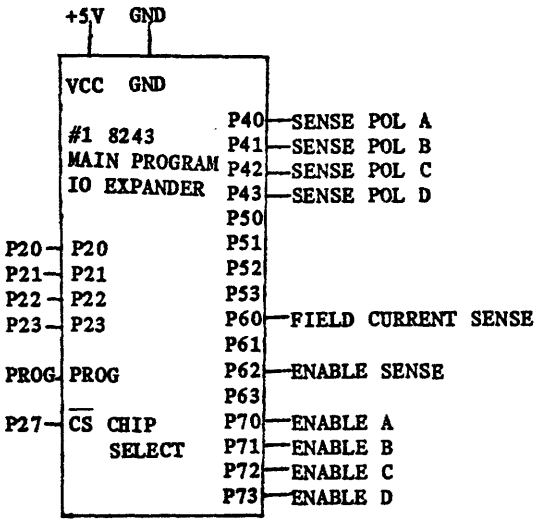 +5V GND
VCC GND
#1 8243
MAIN PROGRAM
IO EXPANDER
P20 P20
P21 P21
P22 P22
P23 P23
PROG PROG
P27 CS CHIP
SELECT
P40 SENSE POL A
P41 SENSE POL B
P42 SENSE POL C
P43 SENSE POL D
P50
P51
P52
P53
P60 FIELD CURRENT SENSE
P61
P62 ENABLE SENSE
P63
P70 ENABLE A
P71 ENABLE B
P72 ENABLE C
P73 ENABLE D